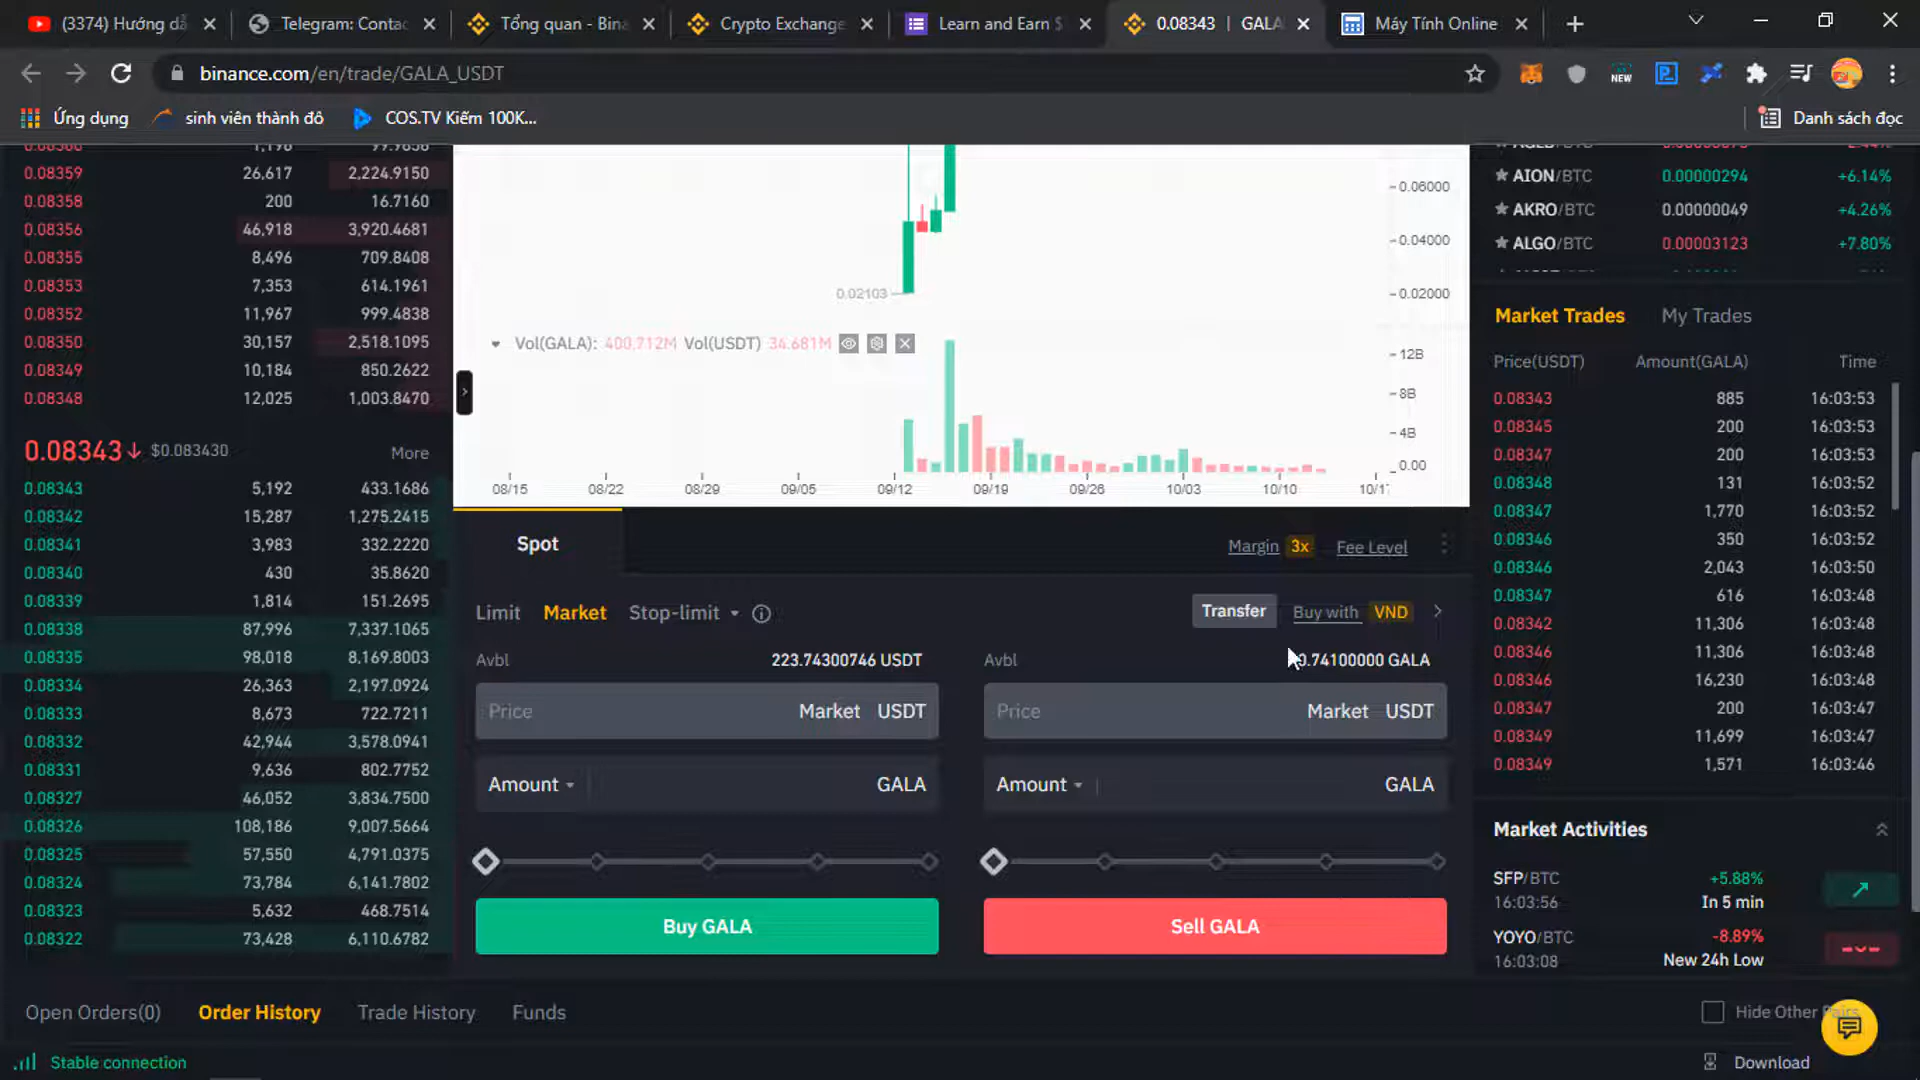 (3374) Hướng dẫ
Telegram: Contac
Tổng quan - Bina
Crypto Exchange
Learn and Earn $
0.08343 | GALA
Máy Tính Online
binance.com/en/trade/GALA_USDT
NEW
Ứng dụng
sinh viên thành đô
COS.TV Kiếm 100K...
Danh sách đọc
0.08360 1,196 99.9856
0.08359 26,617 2,224.9150
0.08358 200 16.7160
0.08356 46,918 3,920.4681
0.08355 8,496 709.8408
0.08353 7,353 614.1961
0.08352 11,967 999.4838
0.08350 30,157 2,518.1095
0.08349 10,184 850.2622
0.08348 12,025 1,003.8470
0.08343↓ $0.083430 More
0.08343 5,192 433.1686
0.08342 15,287 1,275.2415
0.08341 3,983 332.2220
0.08340 430 35.8620
0.08339 1,814 151.2695
0.08338 87,996 7,337.1065
0.08335 98,018 8,169.8003
0.08334 26,363 2,197.0924
0.08333 8,673 722.7211
0.08332 42,944 3,578.0941
0.08331 9,636 802.7752
0.08327 46,052 3,834.7500
0.08326 108,186 9,007.5664
0.08325 57,550 4,791.0375
0.08324 73,784 6,141.7802
0.08323 5,632 468.7514
0.08322 73,428 6,110.6782
0.06000
0.04000
0.02103
0.02000
Vol(GALA): 400.712M Vol(USDT) 34.681M
12B
8B
4B
0.00
08/15 08/22 08/29 09/05 09/12 09/19 09/26 10/03 10/10 10/17
Spot
Margin 3x Fee Level
Limit Market Stop-limit
Transfer Buy with VND
Avbl 223.74300746 USDT
Price Market USDT
Amount GALA
Buy GALA
Avbl 0.74100000 GALA
Price Market USDT
Amount GALA
Sell GALA
AION/BTC 0.00000294 +6.14%
AKRO/BTC 0.00000049 +4.26%
ALGO/BTC 0.00003123 +7.80%
Market Trades My Trades
Price(USDT) Amount(GALA) Time
0.08343 885 16:03:53
0.08345 200 16:03:53
0.08347 200 16:03:53
0.08348 131 16:03:52
0.08347 1,770 16:03:52
0.08346 350 16:03:52
0.08346 2,043 16:03:50
0.08347 616 16:03:48
0.08342 11,306 16:03:48
0.08346 11,306 16:03:48
0.08346 16,230 16:03:48
0.08347 200 16:03:47
0.08349 11,699 16:03:47
0.08349 1,571 16:03:46
Market Activities
SFP/BTC +5.88%
16:03:56 In 5 min
YOYO/BTC -8.89%
16:03:08 New 24h Low
Open Orders(0) Order History Trade History Funds
Hide Other Pairs
Stable connection
Download